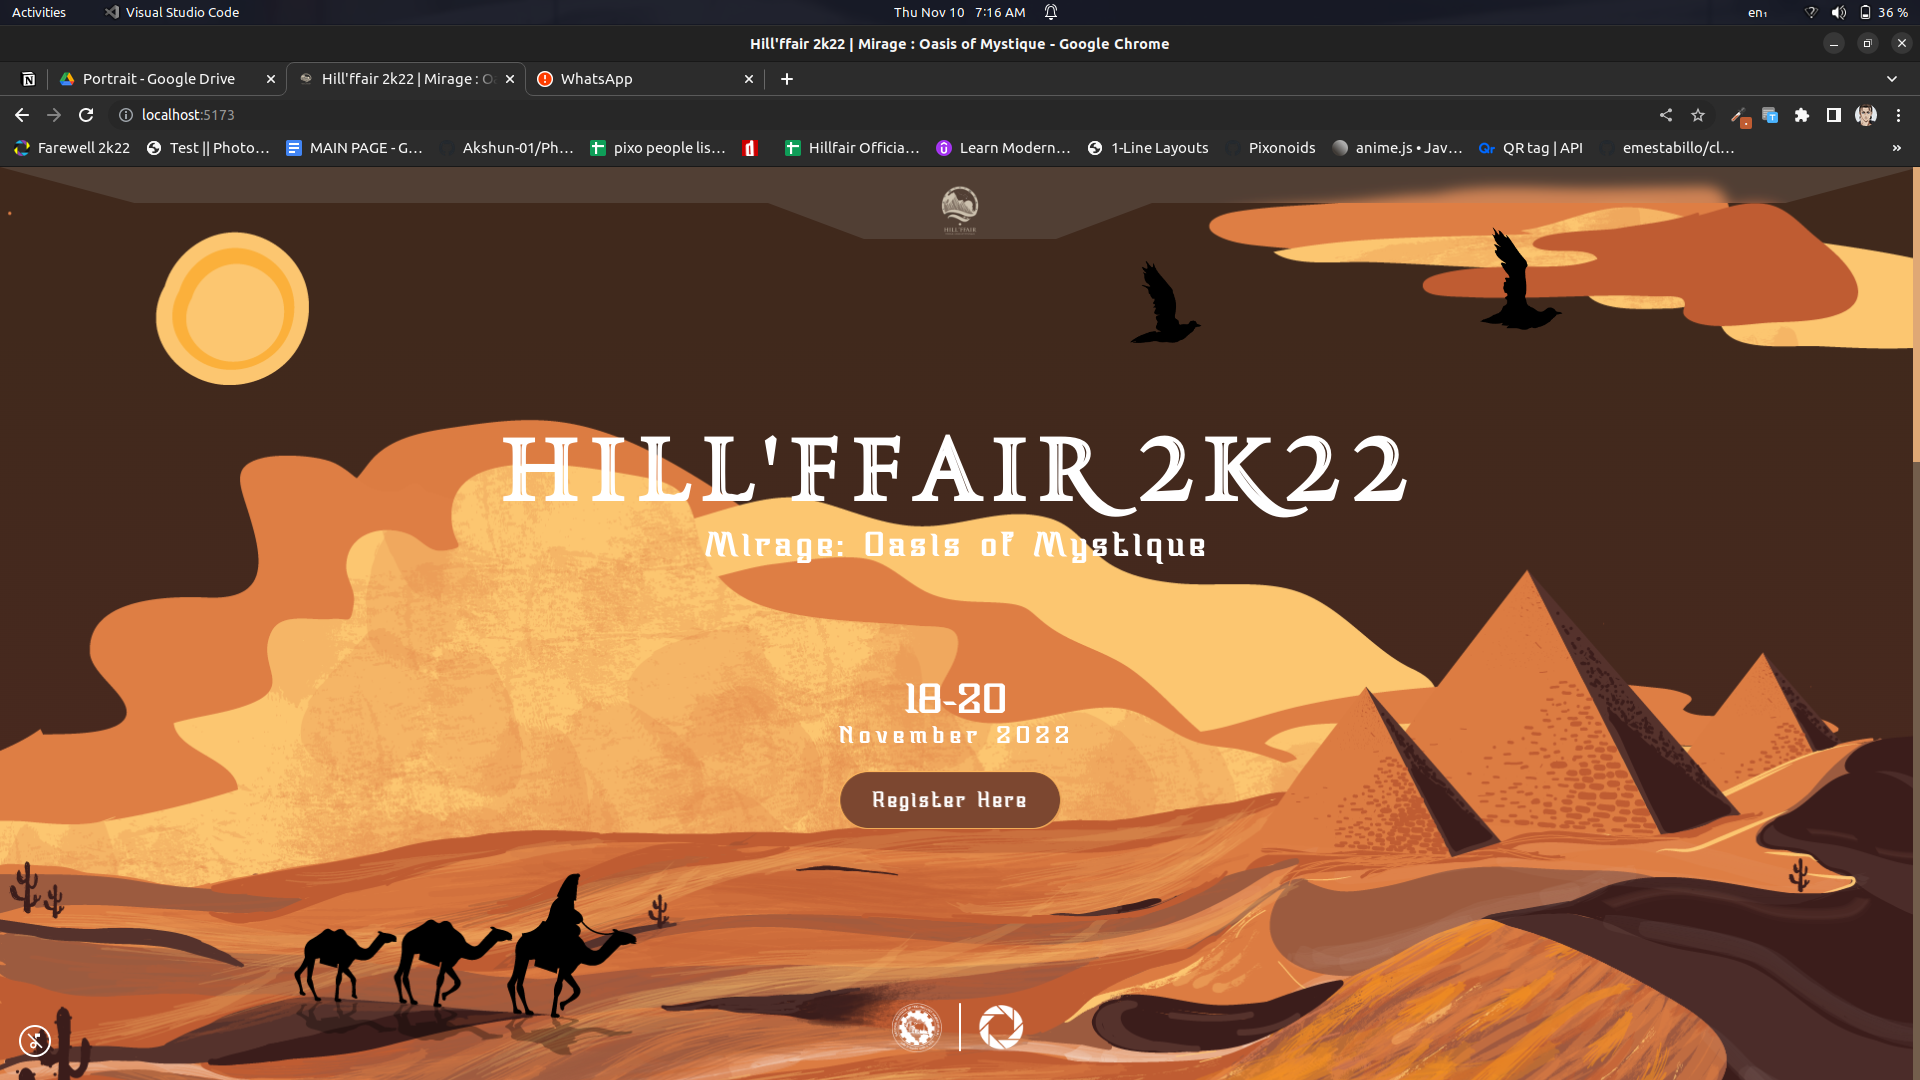 Activities Visual Studio Code Thu Nov 10 7:16 AM en₁ 36 %
Hill'ffair 2k22 | Mirage : Oasis of Mystique - Google Chrome
Portrait - Google Drive Hill'ffair 2k22 | Mirage : O WhatsApp
localhost:5173
Farewell 2k22 Test || Photo… MAIN PAGE - G… Akshun-01/Ph… pixo people lis… Hillfair Officia… Learn Modern… 1-Line Layouts Pixonoids anime.js • Jav… QR tag | API emestabillo/cl… »
HILL'FFAIR
HILL'FFAIR 2K22
Mirage: Oasis of Mystique
18-20
November 2022
Register Here